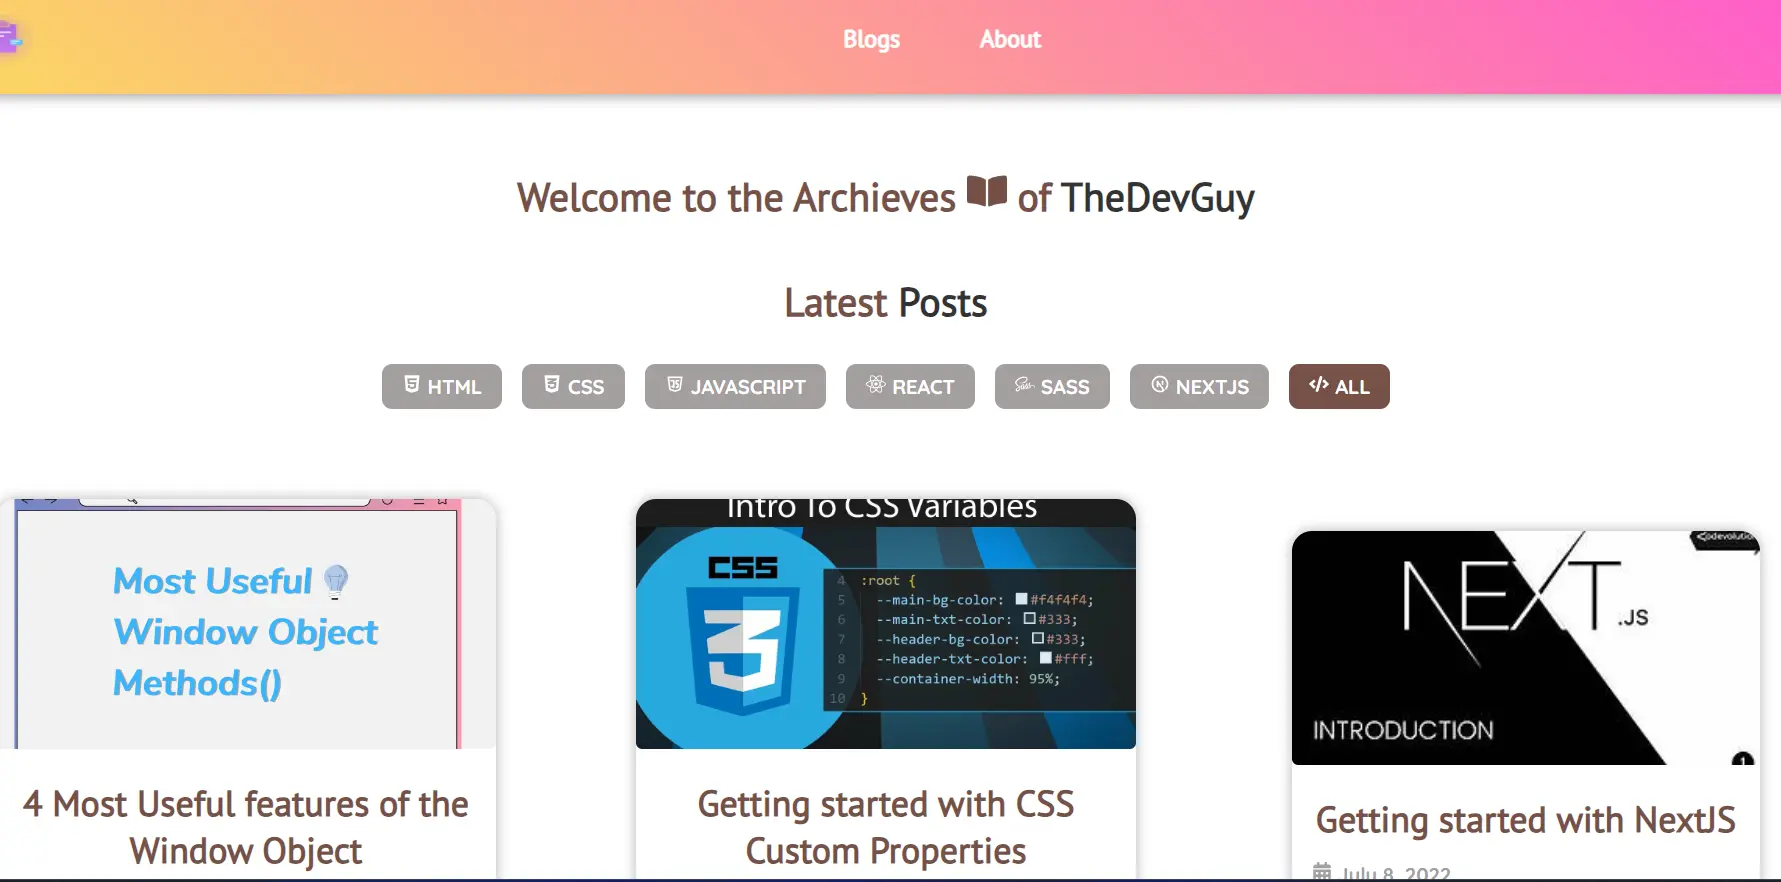 Blogs About
Welcome to the Archieves of TheDevGuy
Latest Posts
HTML CSS JAVASCRIPT REACT SASS NEXTJS </> ALL
Most Useful
Window Object
Methods()
4 Most Useful features of the
Window Object
Intro To CSS Variables
CSS
3
4 :root {
5 --main-bg-color: #f4f4f4;
6 --main-txt-color: #333;
7 --header-bg-color: #333;
8 --header-txt-color: #fff;
9 --container-width: 95%;
10 }
Getting started with CSS
Custom Properties
NEXT
.JS
INTRODUCTION
1
Getting started with NextJS
July 8, 2022